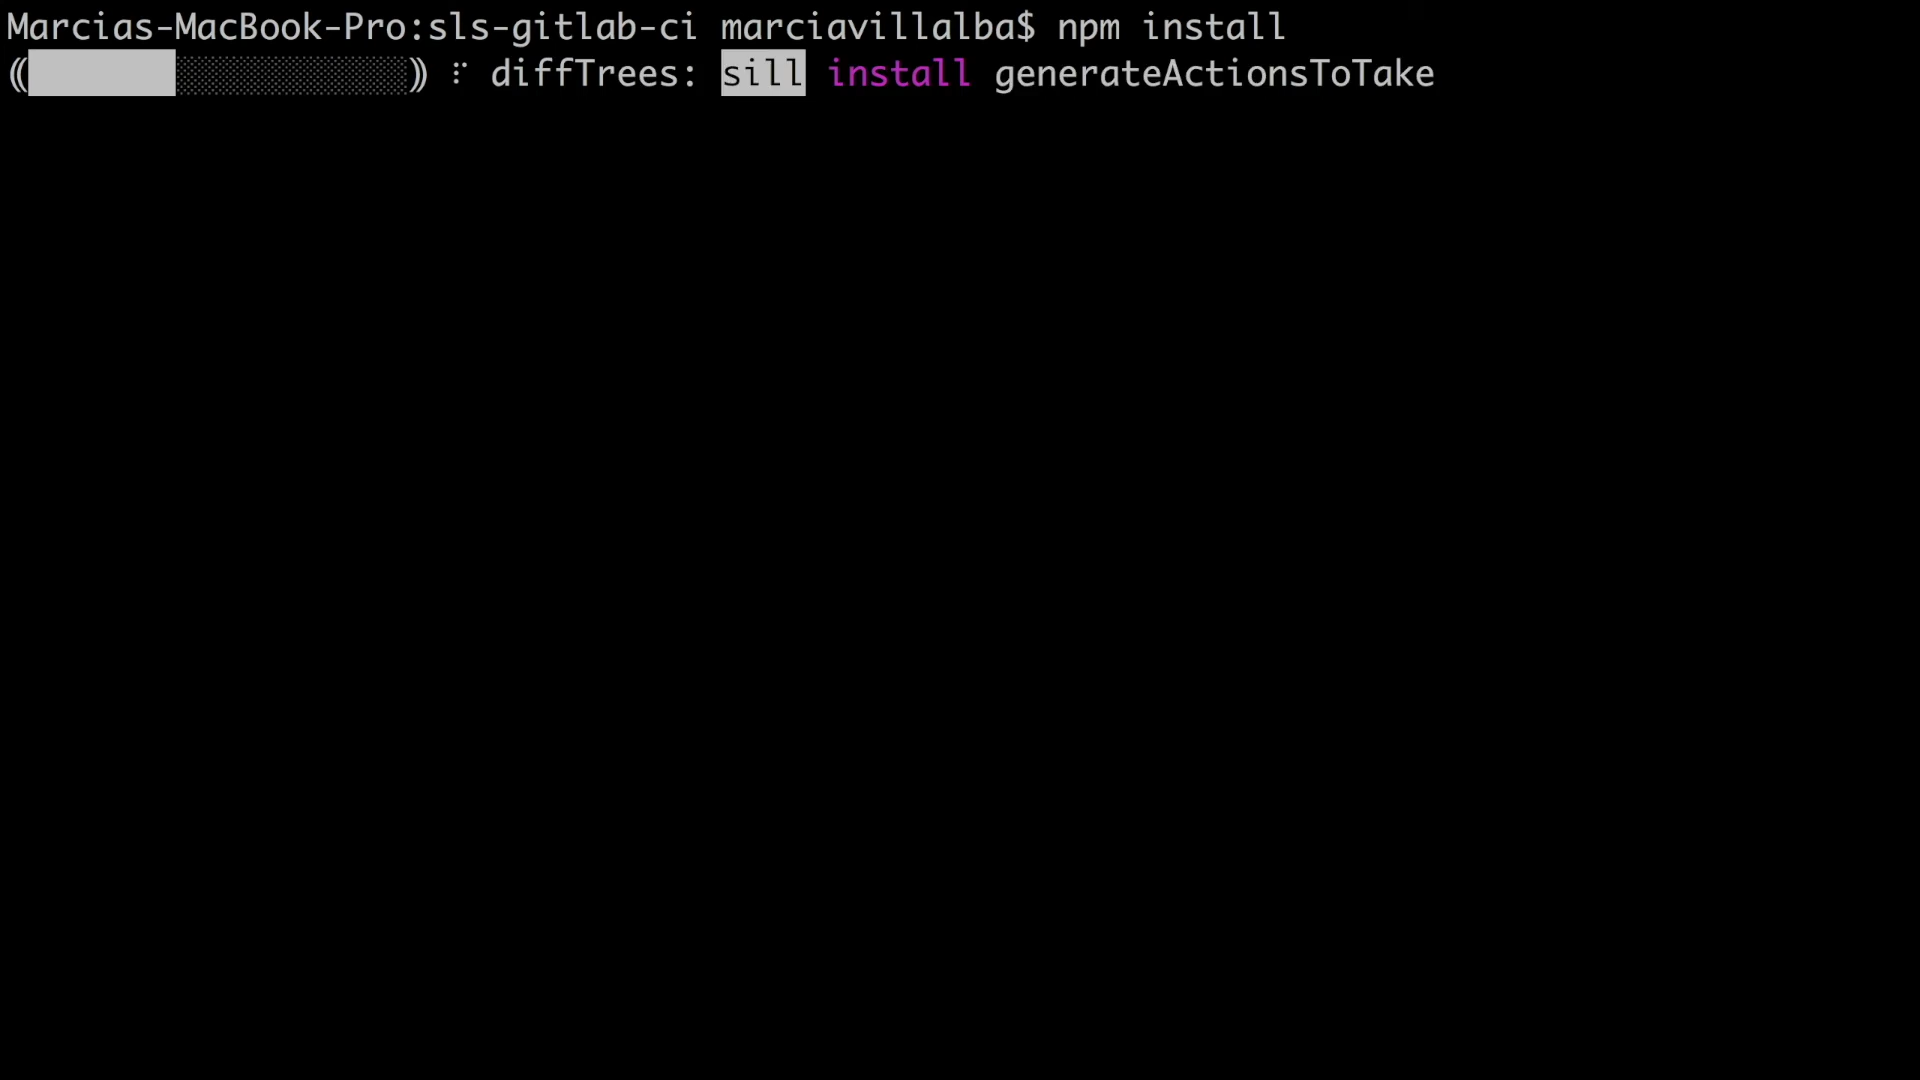 Marcias-MacBook-Pro:sls-gitlab-ci marciavillalba$ npm install
(██████░░░░░░░░░░░░) ⠏ diffTrees: sill install generateActionsToTake